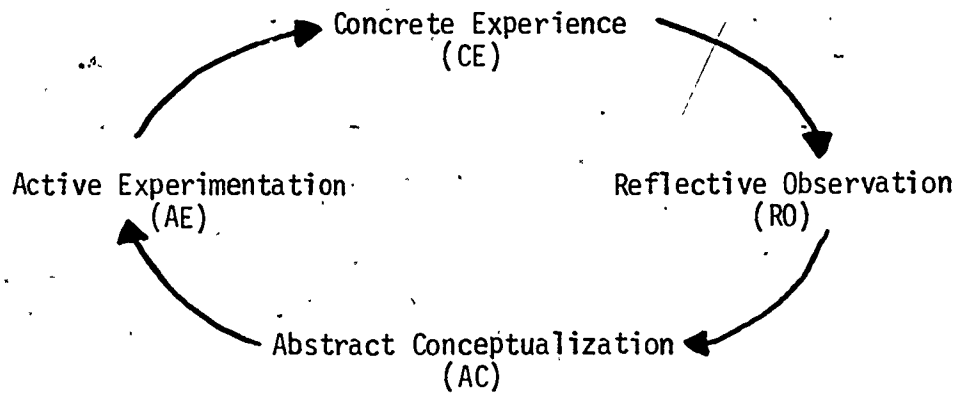 Concrete Experience
(CE)
Active Experimentation
(AE)
Reflective Observation
(RO)
Abstract Conceptualization
(AC)